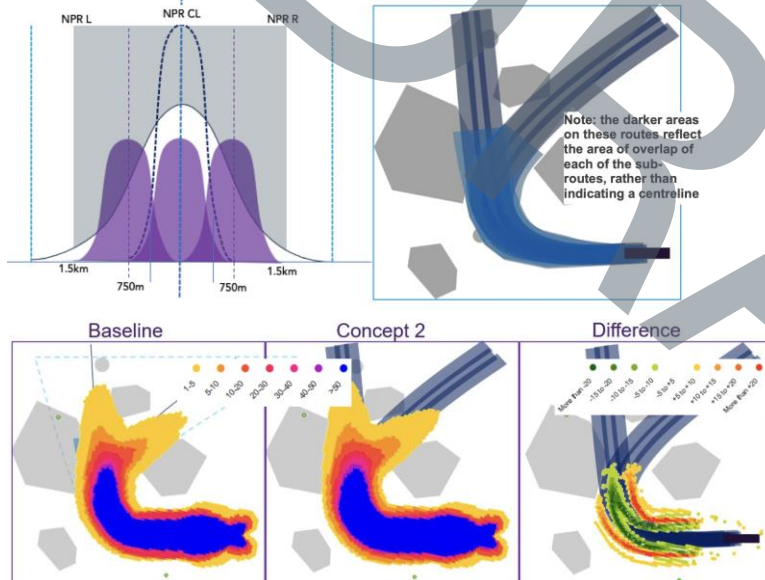 NPR L
NPR CL
NPR R
1.5km
750m
750m
1.5km
Note: the darker areas
on these routes reflect
the area of overlap of
each of the sub-
routes, rather than
indicating a centreline
Baseline
Concept 2
Difference
1-5
5-10
10-20
20-30
30-40
40-50
>50
More than -20
-15 to -20
-10 to -15
-5 to -10
-5 to +5
+5 to +10
+10 to +15
+15 to +20
More than +20